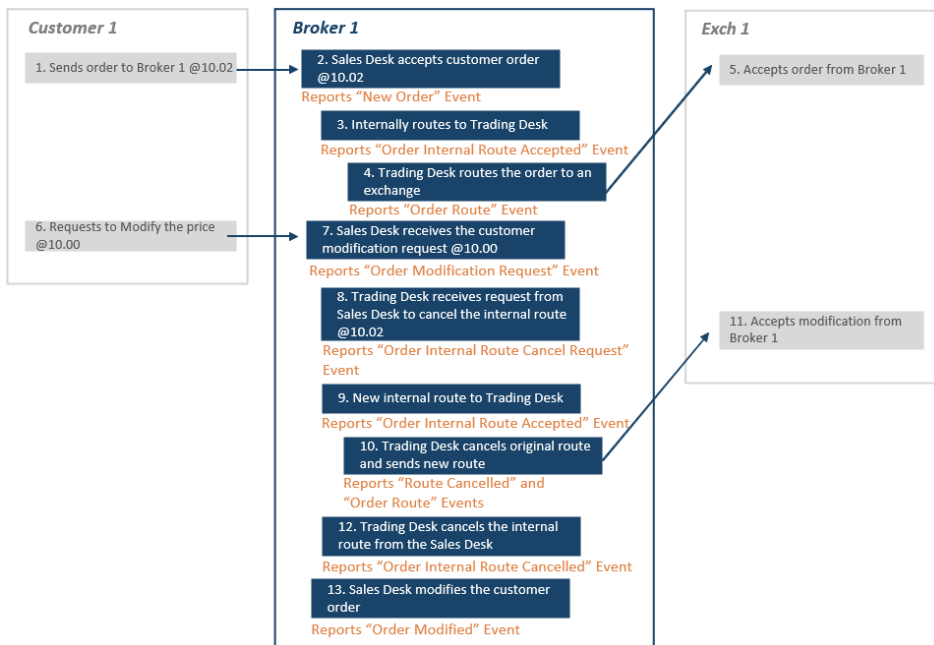 Customer 1
Broker 1
Exch 1
1. Sends order to Broker 1 @10.02
2. Sales Desk accepts customer order
@10.02
Reports “New Order” Event
3. Internally routes to Trading Desk
Reports “Order Internal Route Accepted” Event
4. Trading Desk routes the order to an
exchange
Reports “Order Route” Event
5. Accepts order from Broker 1
6. Requests to Modify the price
@10.00
7. Sales Desk receives the customer
modification request @10.00
Reports “Order Modification Request” Event
8. Trading Desk receives request from
Sales Desk to cancel the internal route
@10.02
Reports “Order Internal Route Cancel Request”
Event
9. New internal route to Trading Desk
Reports “Order Internal Route Accepted” Event
10. Trading Desk cancels original route
and sends new route
Reports “Route Cancelled” and
“Order Route” Events
11. Accepts modification from
Broker 1
12. Trading Desk cancels the internal
route from the Sales Desk
Reports “Order Internal Route Cancelled” Event
13. Sales Desk modifies the customer
order
Reports “Order Modified” Event